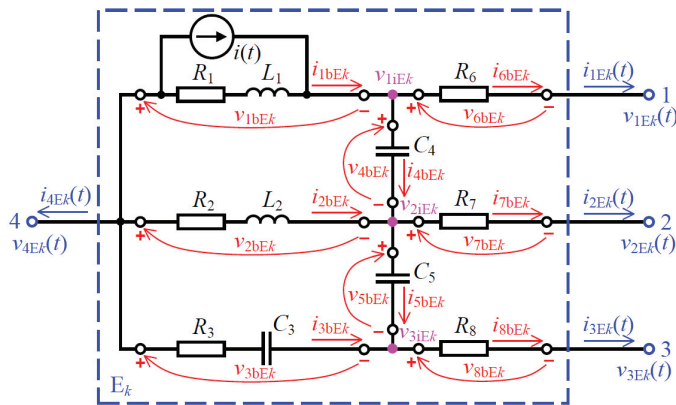 i(t)
R₁ L₁ i₁bEk v₁iEk R₆ i₆bEk i₁Ek(t)
+ − + − 1
v₁bEk v₆bEk v₁Ek(t)
+ C₄
v₄bEk i₄bEk
−
i₄Ek(t) R₂ L₂ i₂bEk v₂iEk R₇ i₇bEk i₂Ek(t)
4 + − + − 2
v₄Ek(t) v₂bEk v₇bEk v₂Ek(t)
+ C₅
v₅bEk i₅bEk
−
R₃ C₃ i₃bEk v₃iEk R₈ i₈bEk i₃Ek(t)
+ − + − 3
Eₖ v₃bEk v₈bEk v₃Ek(t)